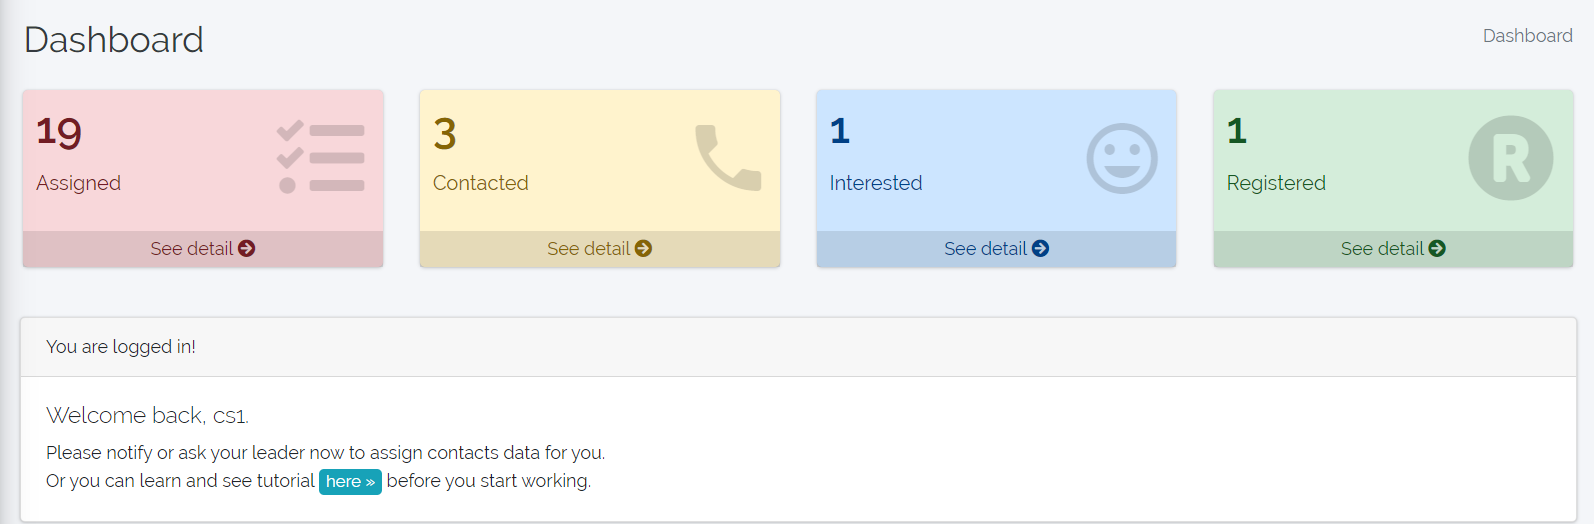 Dashboard
Dashboard
19
Assigned
See detail
3
Contacted
See detail
1
Interested
See detail
1
R
Registered
See detail
You are logged in!
Welcome back, cs1.
Please notify or ask your leader now to assign contacts data for you.
Or you can learn and see tutorial here » before you start working.